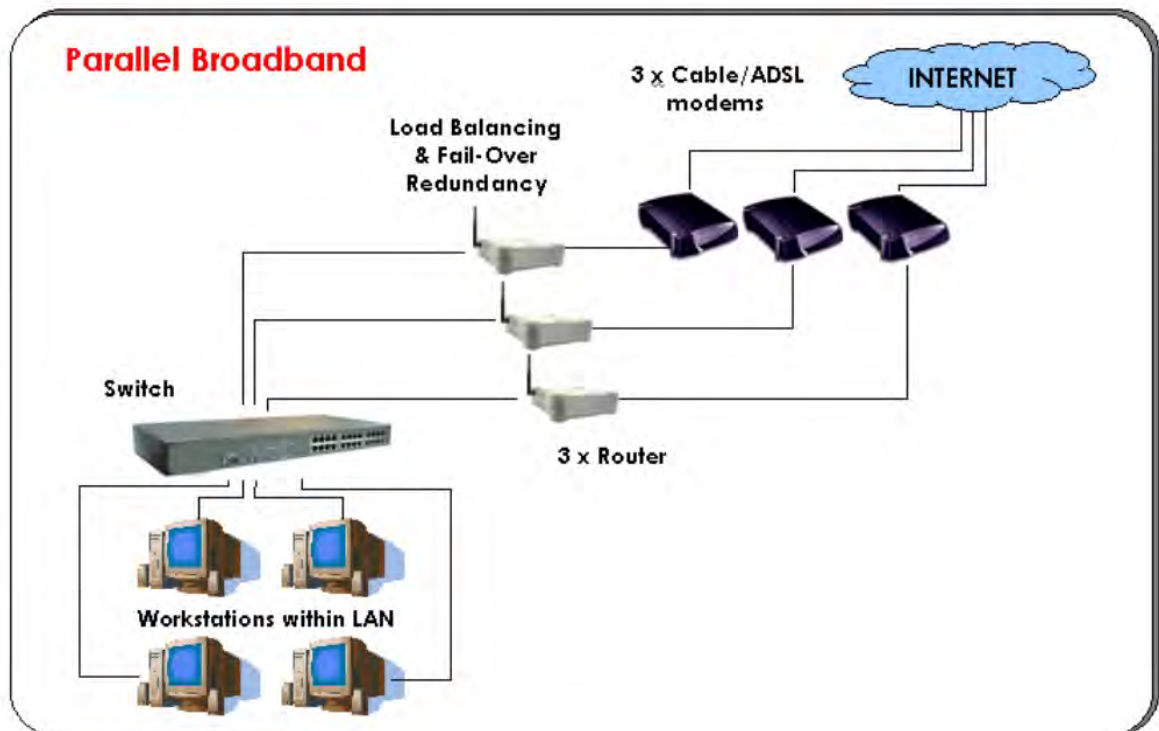 Parallel Broadband
3 x Cable/ADSL
modems
INTERNET
Load Balancing
& Fail-Over
Redundancy
Switch
3 x Router
Workstations within LAN